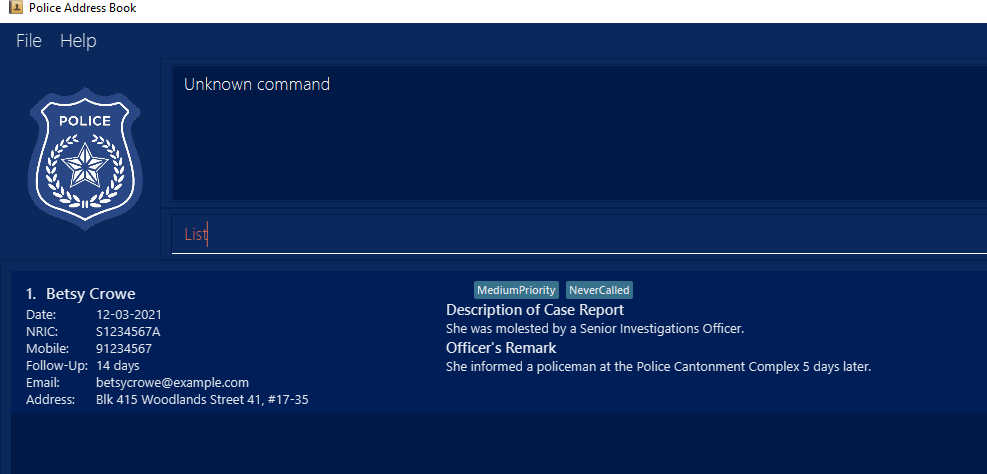 Police Address Book
File Help
POLICE
Unknown command
List
1. Betsy Crowe
Date: 12-03-2021
NRIC: S1234567A
Mobile: 91234567
Follow-Up: 14 days
Email: betsycrowe@example.com
Address: Blk 415 Woodlands Street 41, #17-35
MediumPriority NeverCalled
Description of Case Report
She was molested by a Senior Investigations Officer.
Officer's Remark
She informed a policeman at the Police Cantonment Complex 5 days later.